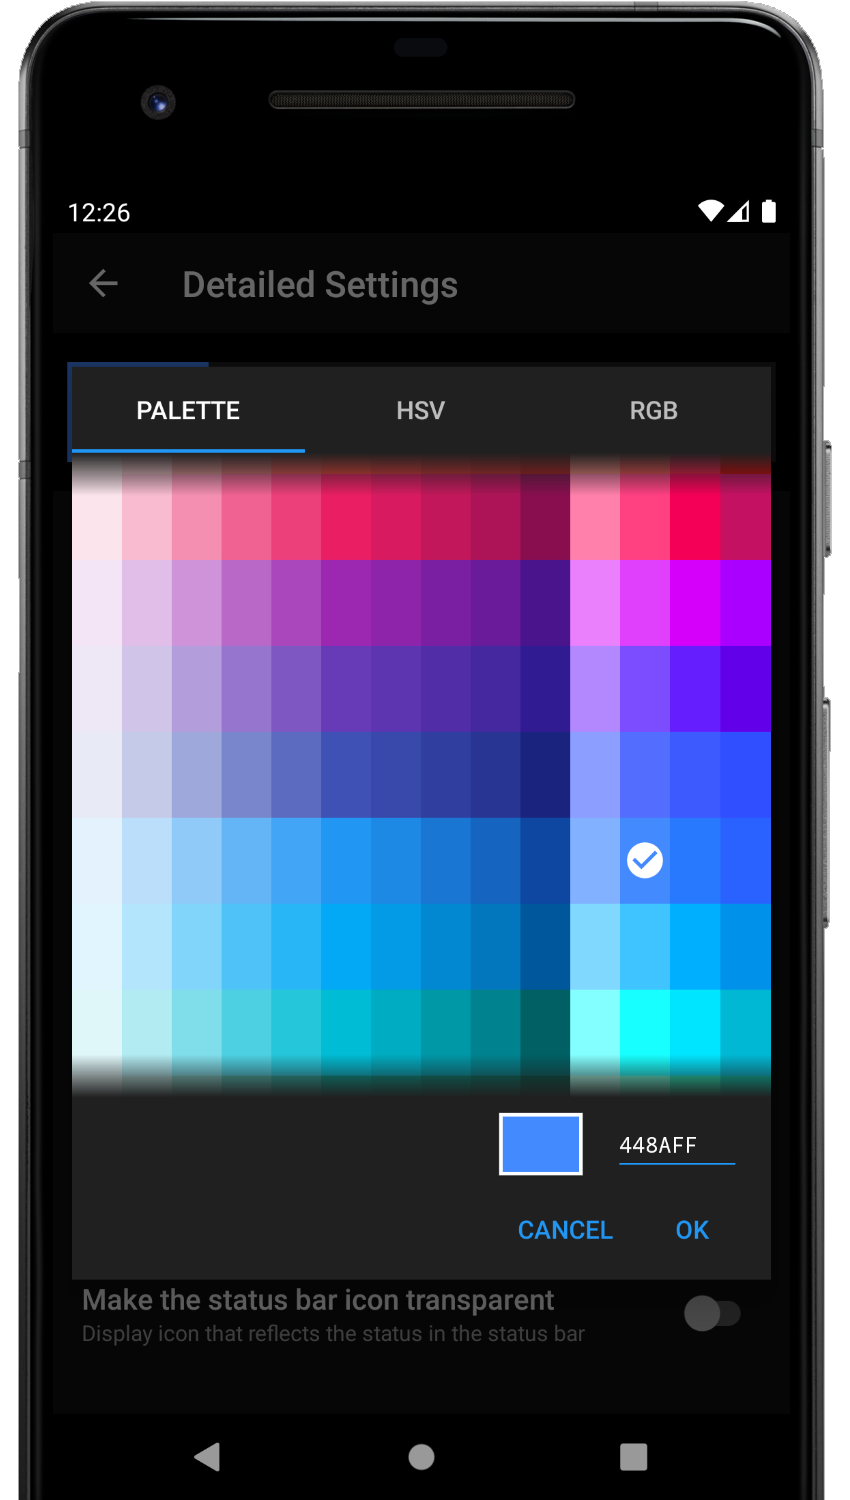 12:26
Detailed Settings
PALETTE HSV RGB
448AFF
CANCEL OK
Make the status bar icon transparent
Display icon that reflects the status in the status bar